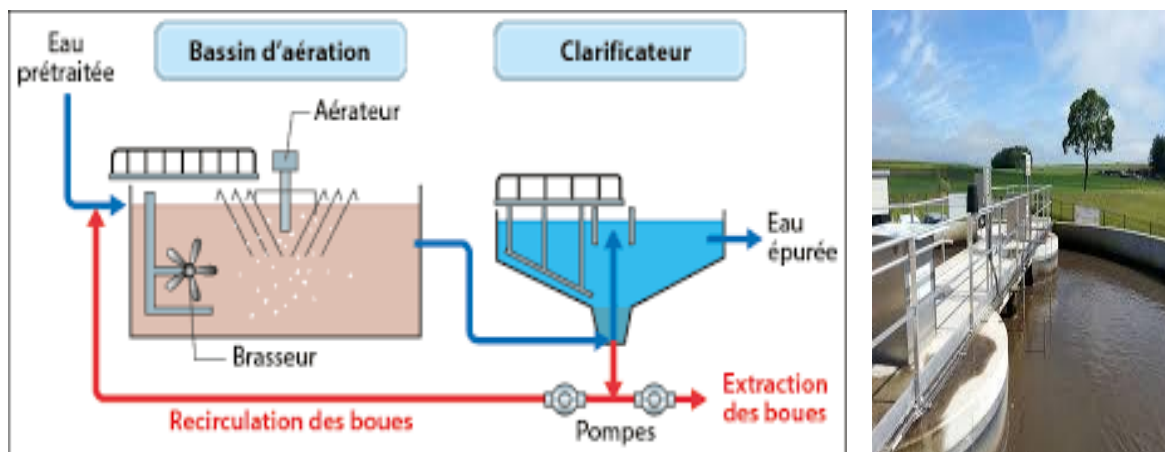 Eau
prétraitée
Bassin d'aération
Clarificateur
Aérateur
Eau
épurée
Brasseur
Recirculation des boues
Pompes
Extraction
des boues